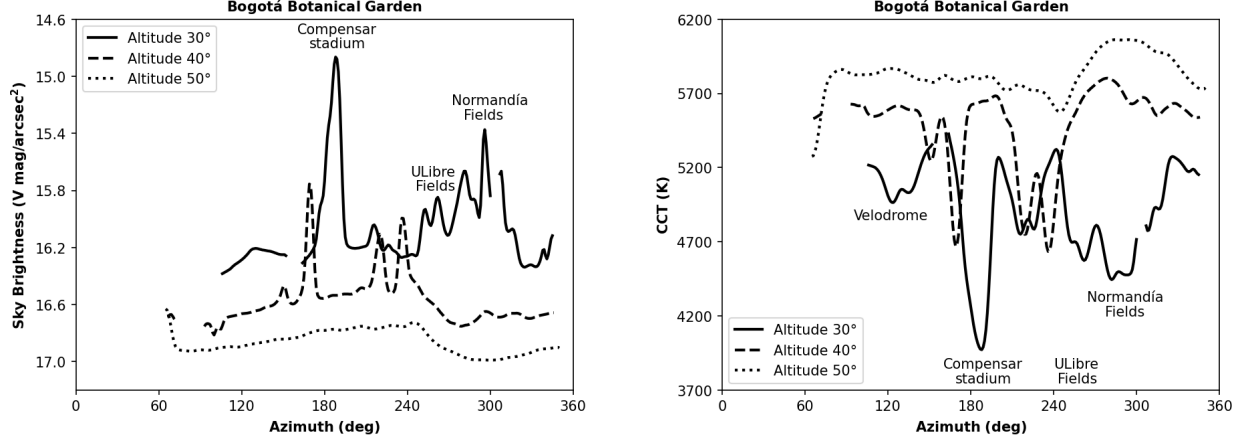 Bogotá Botanical Garden
Sky Brightness (V mag/arcsec²)
14.6
15.0
15.4
15.8
16.2
16.6
17.0
Altitude 30°
Altitude 40°
Altitude 50°
Compensar
stadium
Normandía
Fields
ULibre
Fields
0
60
120
180
240
300
360
Azimuth (deg)
Bogotá Botanical Garden
CCT (K)
6200
5700
5200
4700
4200
3700
Velodrome
Normandía
Fields
Altitude 30°
Altitude 40°
Altitude 50°
Compensar
stadium
ULibre
Fields
0
60
120
180
240
300
360
Azimuth (deg)